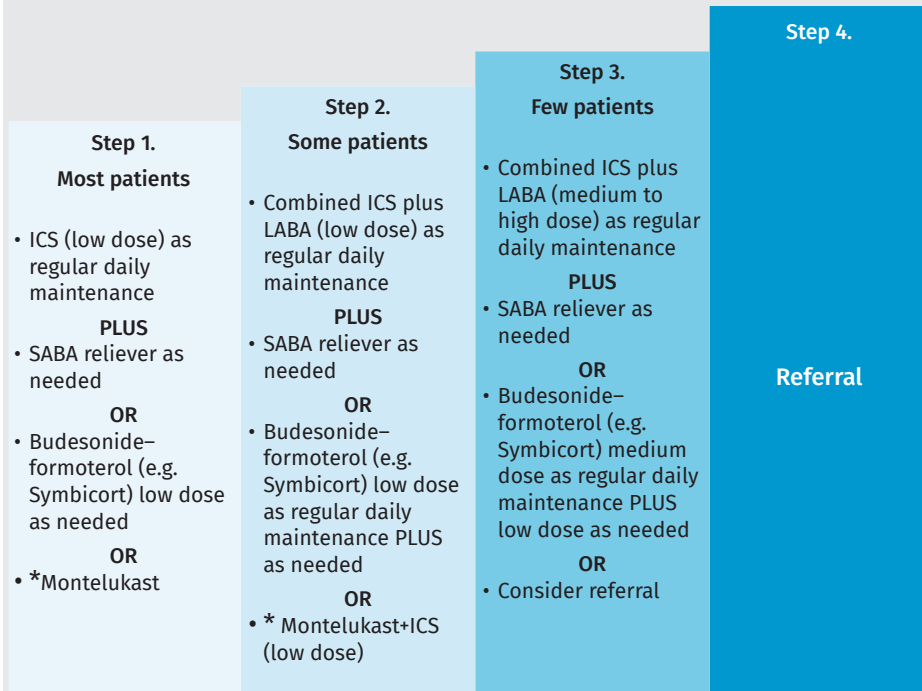 Step 1.
Most patients
• ICS (low dose) as
regular daily
maintenance
PLUS
• SABA reliever as
needed
OR
• Budesonide–
formoterol (e.g.
Symbicort) low dose
as needed
OR
• *Montelukast
Step 2.
Some patients
• Combined ICS plus
LABA (low dose) as
regular daily
maintenance
PLUS
• SABA reliever as
needed
OR
• Budesonide–
formoterol (e.g.
Symbicort) low dose
as regular daily
maintenance PLUS
as needed
OR
• * Montelukast+ICS
(low dose)
Step 3.
Few patients
• Combined ICS plus
LABA (medium to
high dose) as regular
daily maintenance
PLUS
• SABA reliever as
needed
OR
• Budesonide–
formoterol (e.g.
Symbicort) medium
dose as regular daily
maintenance PLUS
low dose as needed
OR
• Consider referral
Step 4.
Referral